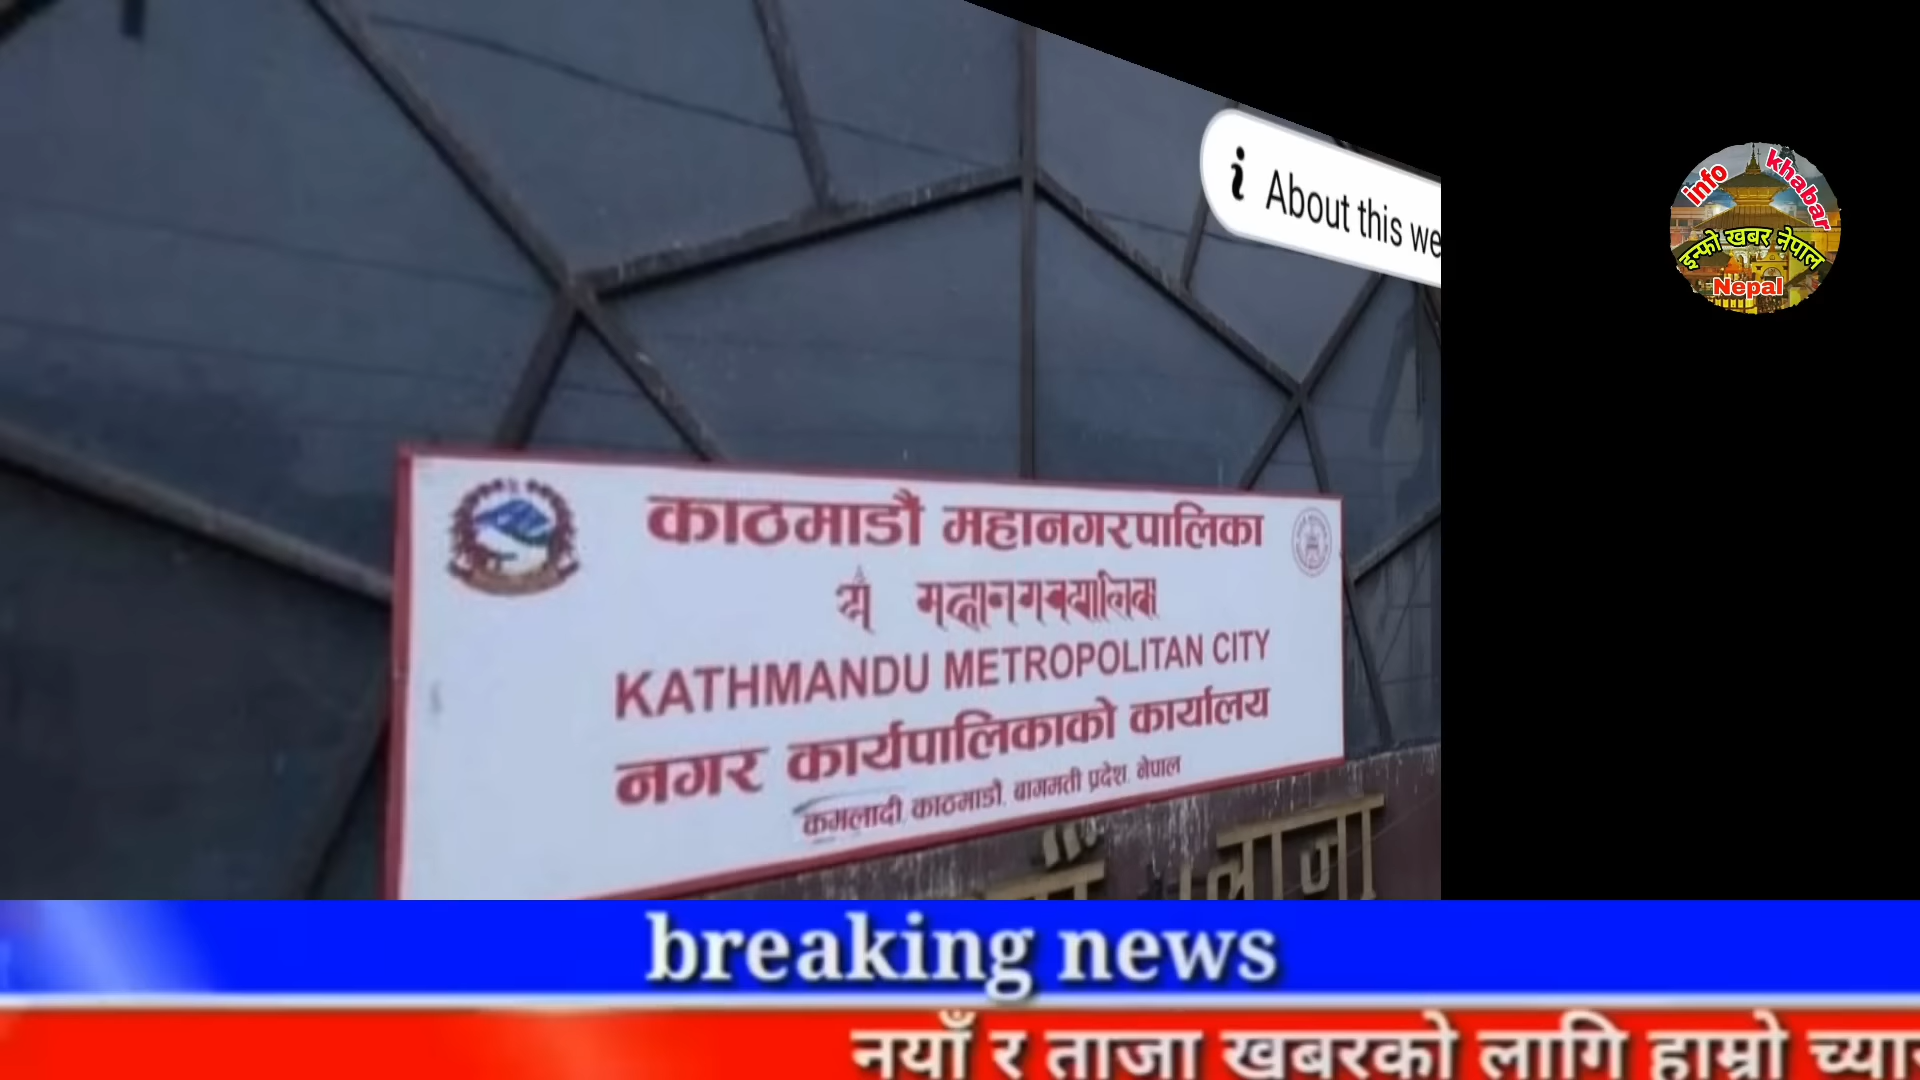 About this we
info khabar
इन्फो खबर नेपाल
Nepal
काठमाडौं महानगरपालिका
KATHMANDU METROPOLITAN CITY
नगर कार्यपालिकाको कार्यालय
कमलादी, काठमाडौं, बागमती प्रदेश, नेपाल
breaking news
नयाँ र ताजा खबरको लागि हाम्रो